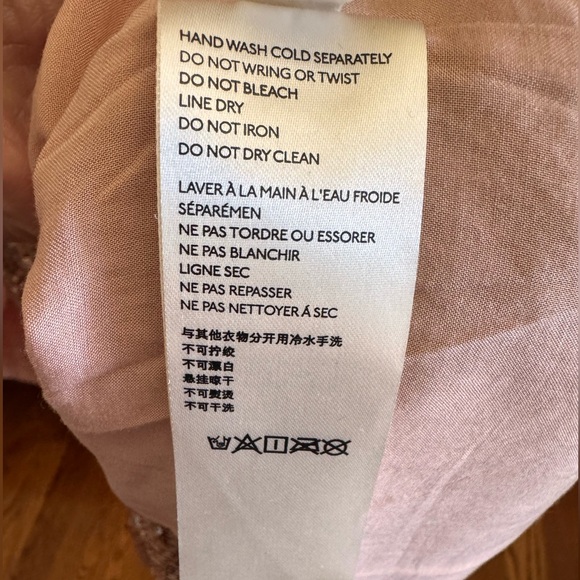 HAND WASH COLD SEPARATELY
DO NOT WRING OR TWIST
DO NOT BLEACH
LINE DRY
DO NOT IRON
DO NOT DRY CLEAN
LAVER À LA MAIN À L'EAU FROIDE
SÉPARÉMEN
NE PAS TORDRE OU ESSORER
NE PAS BLANCHIR
LIGNE SEC
NE PAS REPASSER
NE PAS NETTOYER Á SEC
与其他衣物分开用冷水手洗
不可拧绞
不可漂白
悬挂晾干
不可熨烫
不可干洗